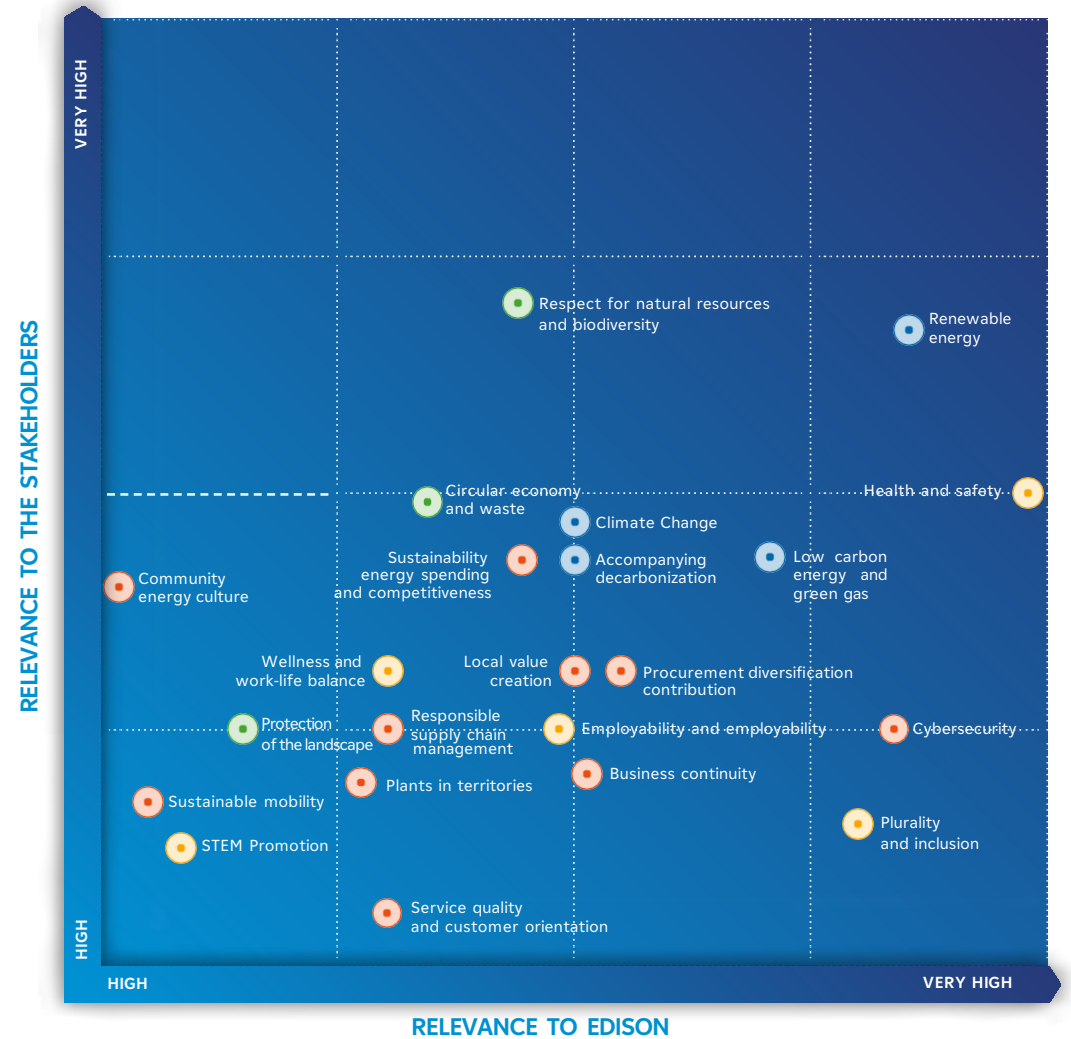 VERY HIGH
RELEVANCE TO THE STAKEHOLDERS
HIGH
Respect for natural resources
and biodiversity
Renewable
energy
Circular economy
and waste
Health and safety
Climate Change
Sustainability
energy spending
and competitiveness
Accompanying
decarbonization
Low carbon
energy and
green gas
Community
energy culture
Wellness and
work-life balance
Local value
creation
Procurement diversification
contribution
Protection
of the landscape
Responsible
supply chain
management
Employability and employability
Cybersecurity
Plants in territories
Business continuity
Sustainable mobility
STEM Promotion
Plurality
and inclusion
Service quality
and customer orientation
HIGH
VERY HIGH
RELEVANCE TO EDISON